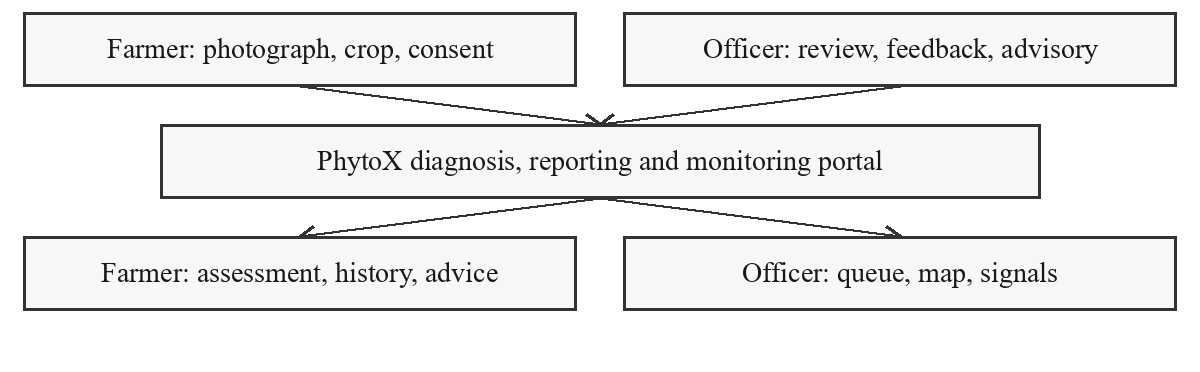 Farmer: photograph, crop, consent
Officer: review, feedback, advisory
PhytoX diagnosis, reporting and monitoring portal
Farmer: assessment, history, advice
Officer: queue, map, signals